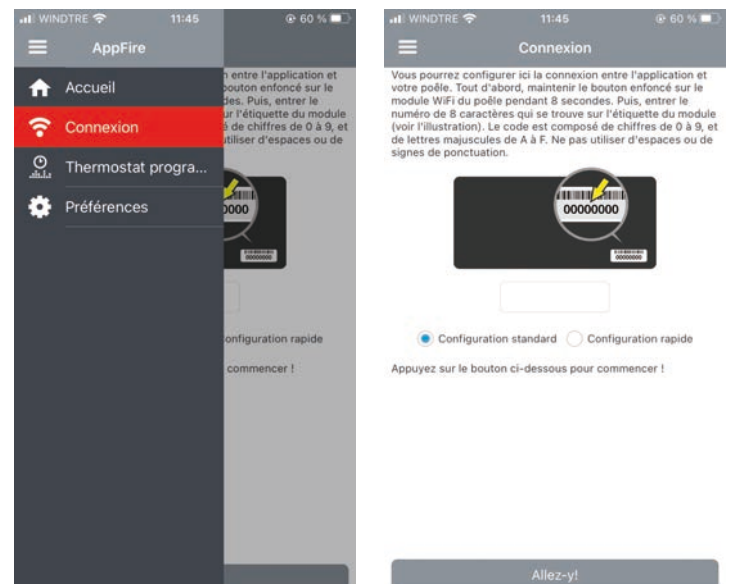 WINDTRE 11:45 60 %
AppFire
Accueil
Connexion
Thermostat progra...
Préférences
n entre l'application et
bouton enfoncé sur le
des. Puis, entrer le
ur l'étiquette du module
é de chiffres de 0 à 9, et
utiliser d'espaces ou de
0000
00000000
onfiguration rapide
commencer !
WINDTRE 11:45 60 %
Connexion
Vous pourrez configurer ici la connexion entre l'application et
votre poêle. Tout d'abord, maintenir le bouton enfoncé sur le
module WiFi du poêle pendant 8 secondes. Puis, entrer le
numéro de 8 caractères qui se trouve sur l'étiquette du module
(voir l'illustration). Le code est composé de chiffres de 0 à 9, et
de lettres majuscules de A à F. Ne pas utiliser d'espaces ou de
signes de ponctuation.
00000000
00000000
Configuration standard Configuration rapide
Appuyez sur le bouton ci-dessous pour commencer !
Allez-y!